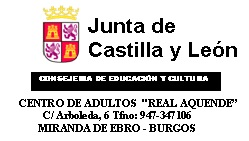 Junta de
Castilla y León
CONSEJERIA DE EDUCACIÓN Y CULTURA
CENTRO DE ADULTOS "REAL AQUENDE"
C/ Arboleda, 6 Tfno: 947-347106
MIRANDA DE EBRO - BURGOS